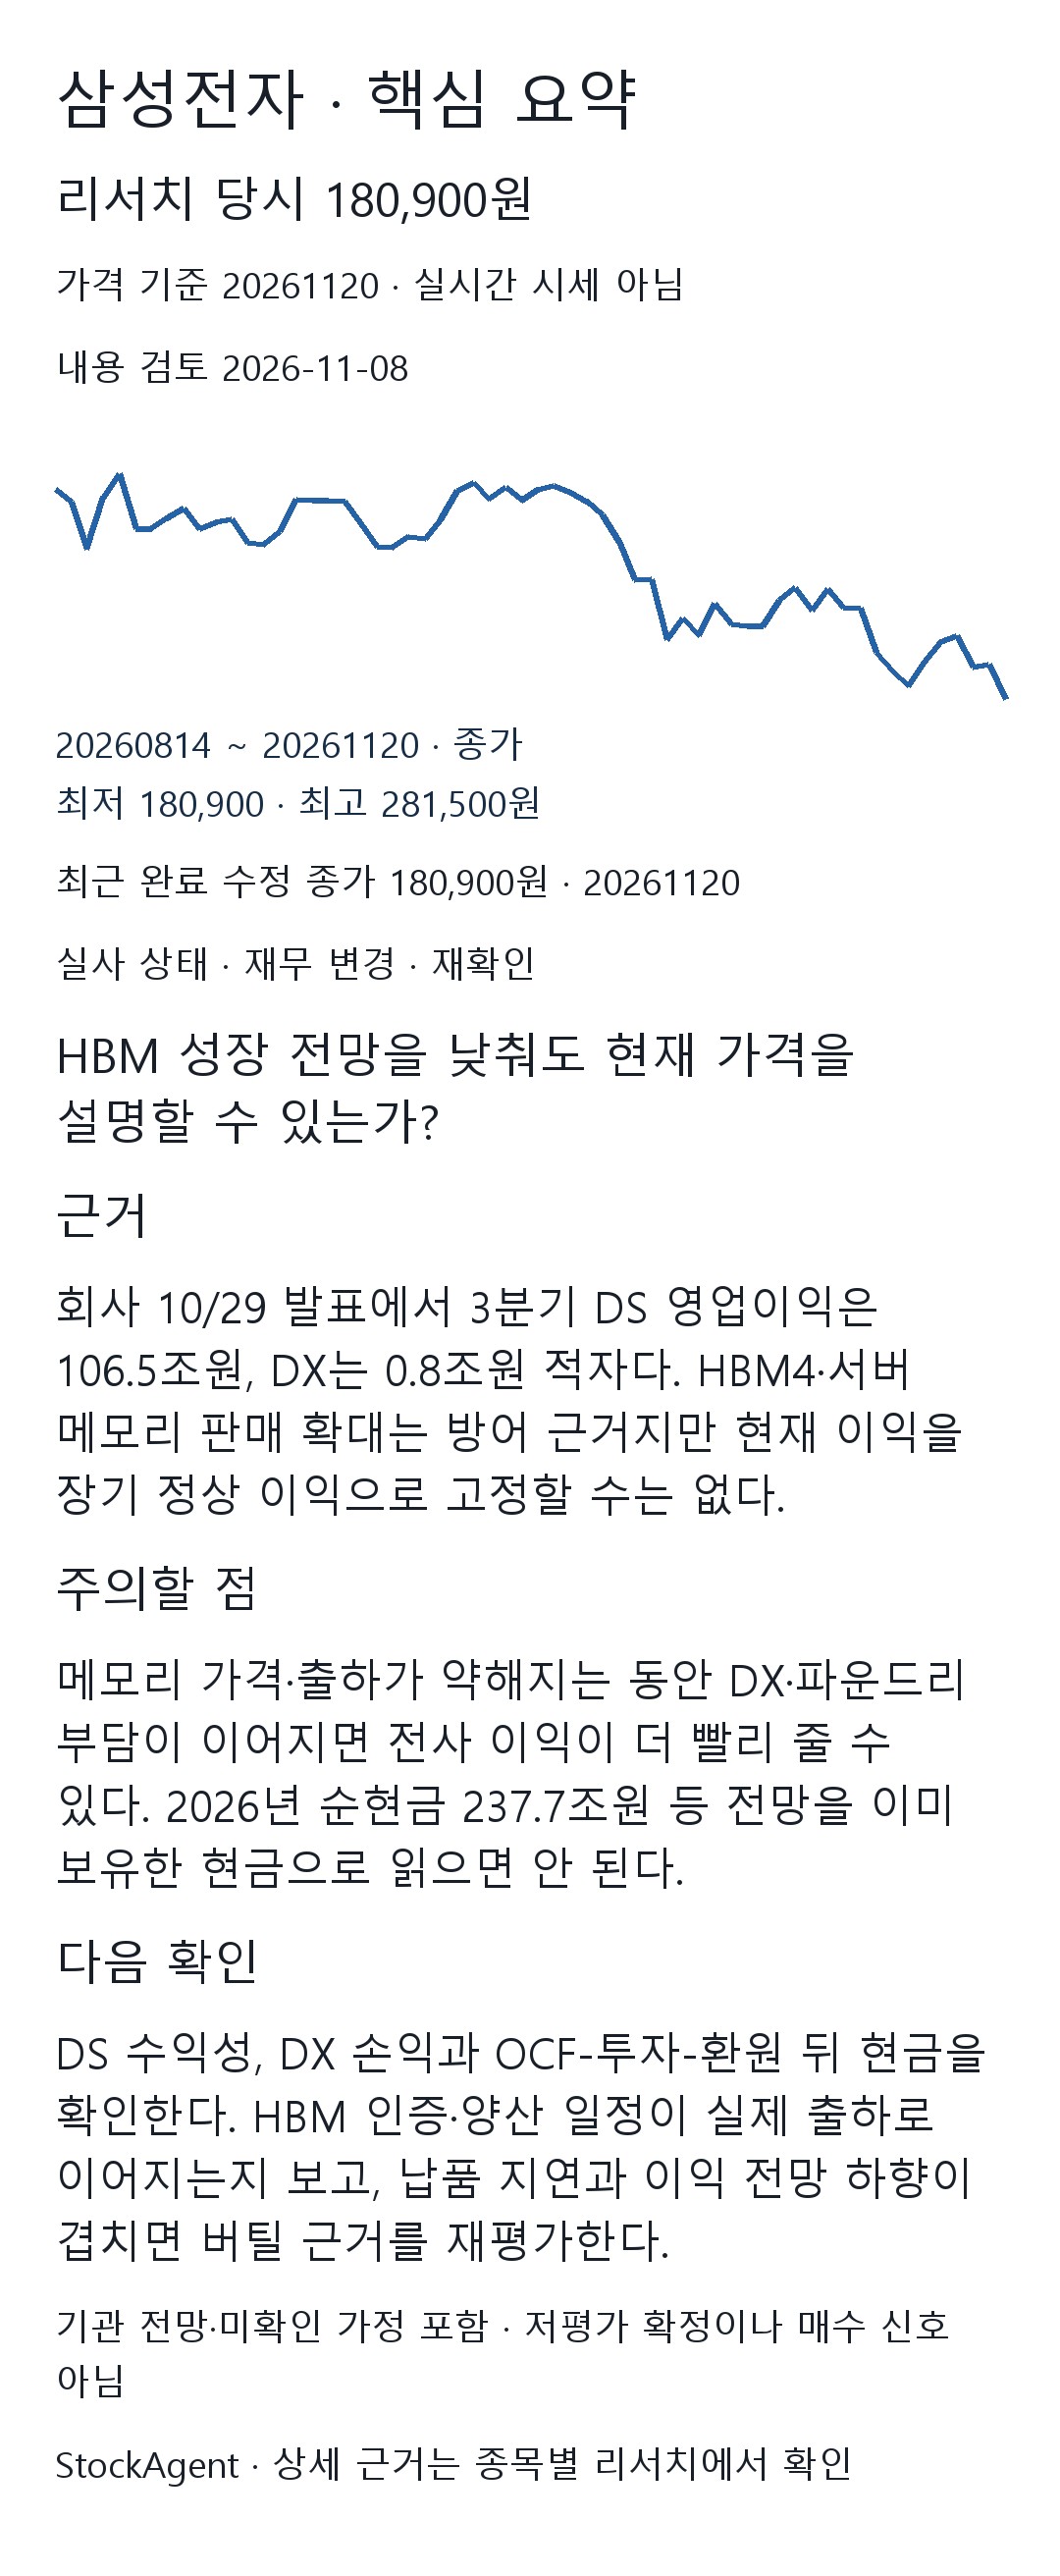 삼성전자 · 핵심 요약
리서치 당시 180,900원
가격 기준 20261120 · 실시간 시세 아님
내용 검토 2026-11-08
20260814 ~ 20261120 · 종가
최저 180,900 · 최고 281,500원
최근 완료 수정 종가 180,900원 · 20261120
실사 상태 · 재무 변경 · 재확인
HBM 성장 전망을 낮춰도 현재 가격을
설명할 수 있는가?
근거
회사 10/29 발표에서 3분기 DS 영업이익은
106.5조원, DX는 0.8조원 적자다. HBM4·서버
메모리 판매 확대는 방어 근거지만 현재 이익을
장기 정상 이익으로 고정할 수는 없다.
주의할 점
메모리 가격·출하가 약해지는 동안 DX·파운드리
부담이 이어지면 전사 이익이 더 빨리 줄 수
있다. 2026년 순현금 237.7조원 등 전망을 이미
보유한 현금으로 읽으면 안 된다.
다음 확인
DS 수익성, DX 손익과 OCF-투자-환원 뒤 현금을
확인한다. HBM 인증·양산 일정이 실제 출하로
이어지는지 보고, 납품 지연과 이익 전망 하향이
겹치면 버틸 근거를 재평가한다.
기관 전망·미확인 가정 포함 · 저평가 확정이나 매수 신호
아님
StockAgent · 상세 근거는 종목별 리서치에서 확인